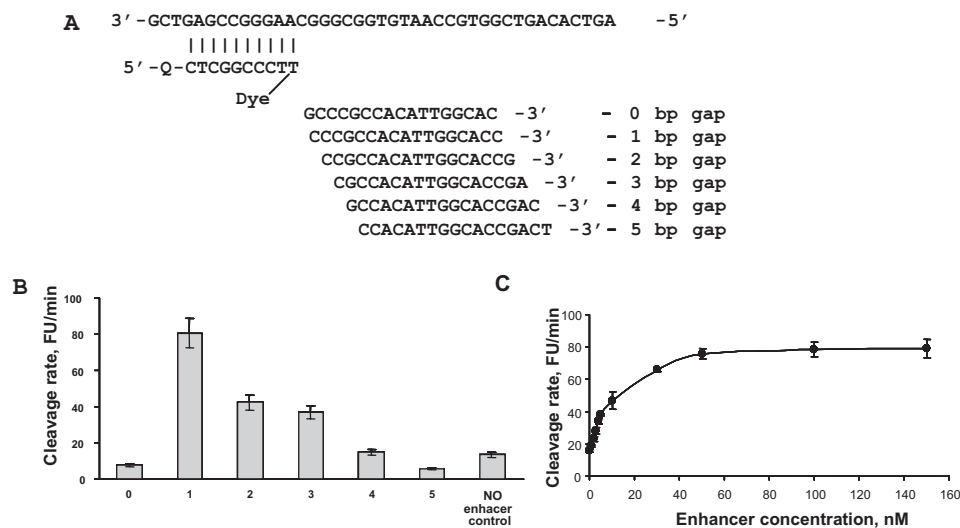 A 3'-GCTGAGCCGGGAACGGGCGGTGTAACCGTGGCTGACACTGA -5'
5'-Q-CTCGGCCCTT
Dye
GCCCGCCACATTGGCAC -3' - 0 bp gap
CCCGCCACATTGGCACC -3' - 1 bp gap
CCGCCACATTGGCACCG -3' - 2 bp gap
CGCCACATTGGCACCGA -3' - 3 bp gap
GCCACATTGGCACCGAC -3' - 4 bp gap
CCACATTGGCACCGACT -3' - 5 bp gap
B
Cleavage rate, FU/min
100
80
60
40
20
0
0 1 2 3 4 5 NO
enhacer
control
C
Cleavage rate, FU/min
100
80
60
40
20
0
0 20 40 60 80 100 120 140 160
Enhancer concentration, nM